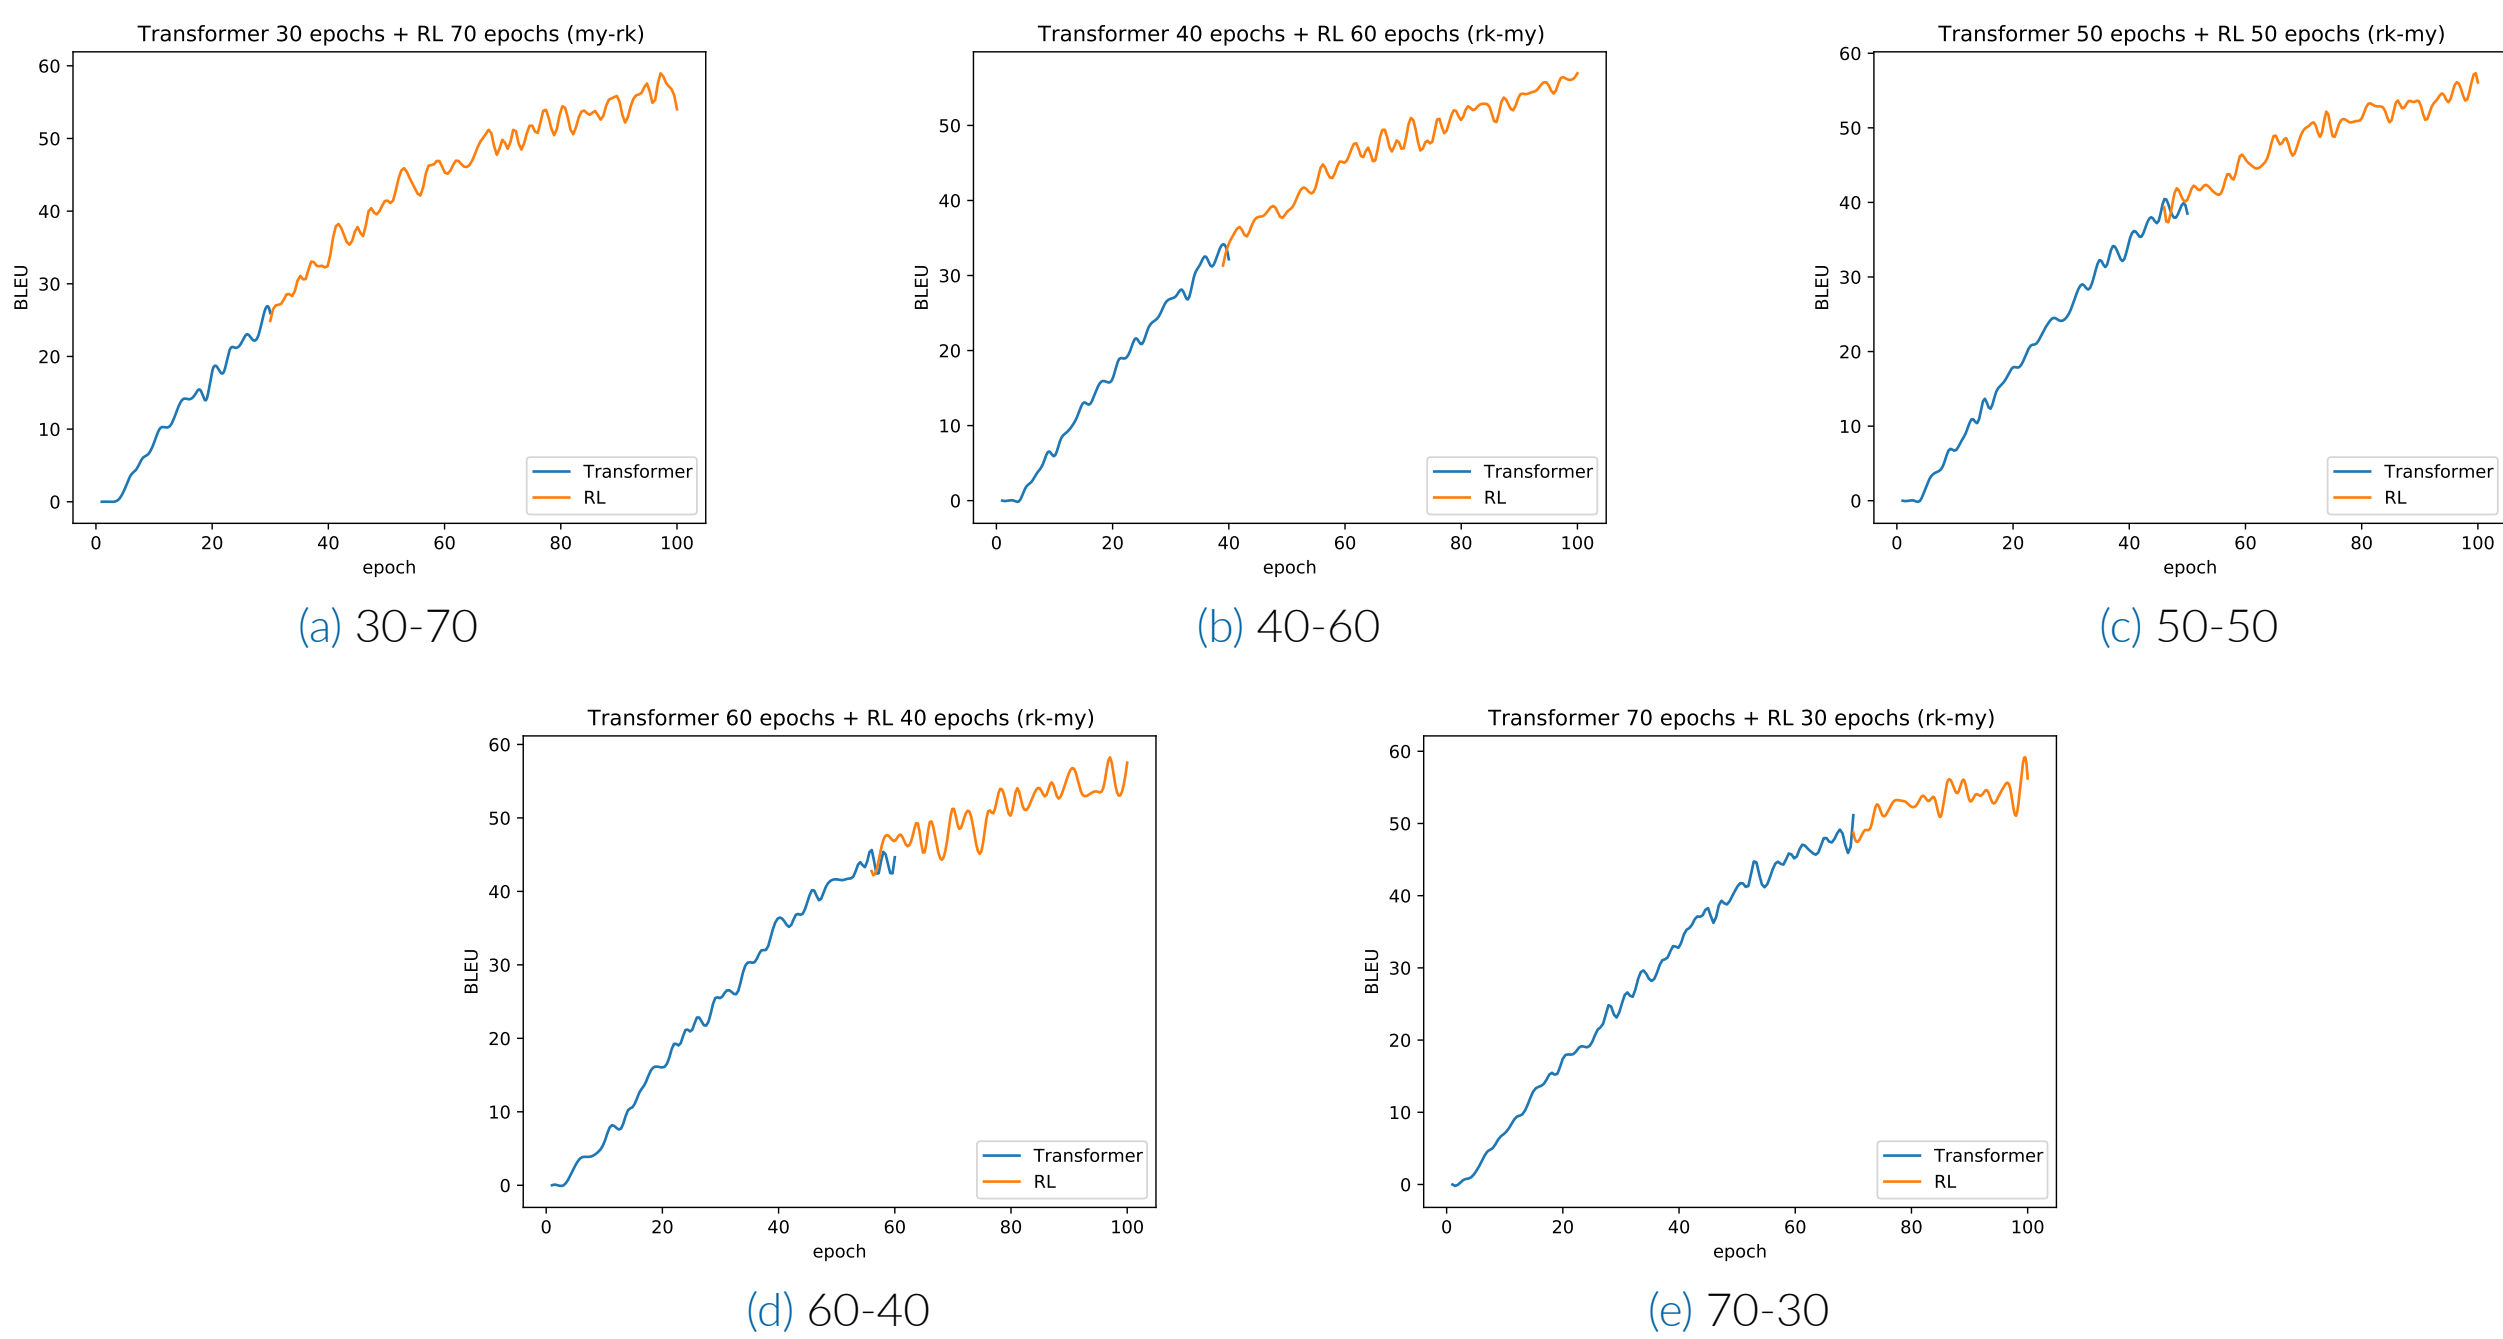 Transformer 30 epochs + RL 70 epochs (my-rk)
60
50
40
30
20
10
0
BLEU
0 20 40 60 80 100
epoch
Transformer
RL
(a) 30-70
Transformer 40 epochs + RL 60 epochs (rk-my)
50
40
30
20
10
0
BLEU
0 20 40 60 80 100
epoch
Transformer
RL
(b) 40-60
Transformer 50 epochs + RL 50 epochs (rk-my)
60
50
40
30
20
10
0
BLEU
0 20 40 60 80 100
epoch
Transformer
RL
(c) 50-50
Transformer 60 epochs + RL 40 epochs (rk-my)
60
50
40
30
20
10
0
BLEU
0 20 40 60 80 100
epoch
Transformer
RL
(d) 60-40
Transformer 70 epochs + RL 30 epochs (rk-my)
60
50
40
30
20
10
0
BLEU
0 20 40 60 80 100
epoch
Transformer
RL
(e) 70-30